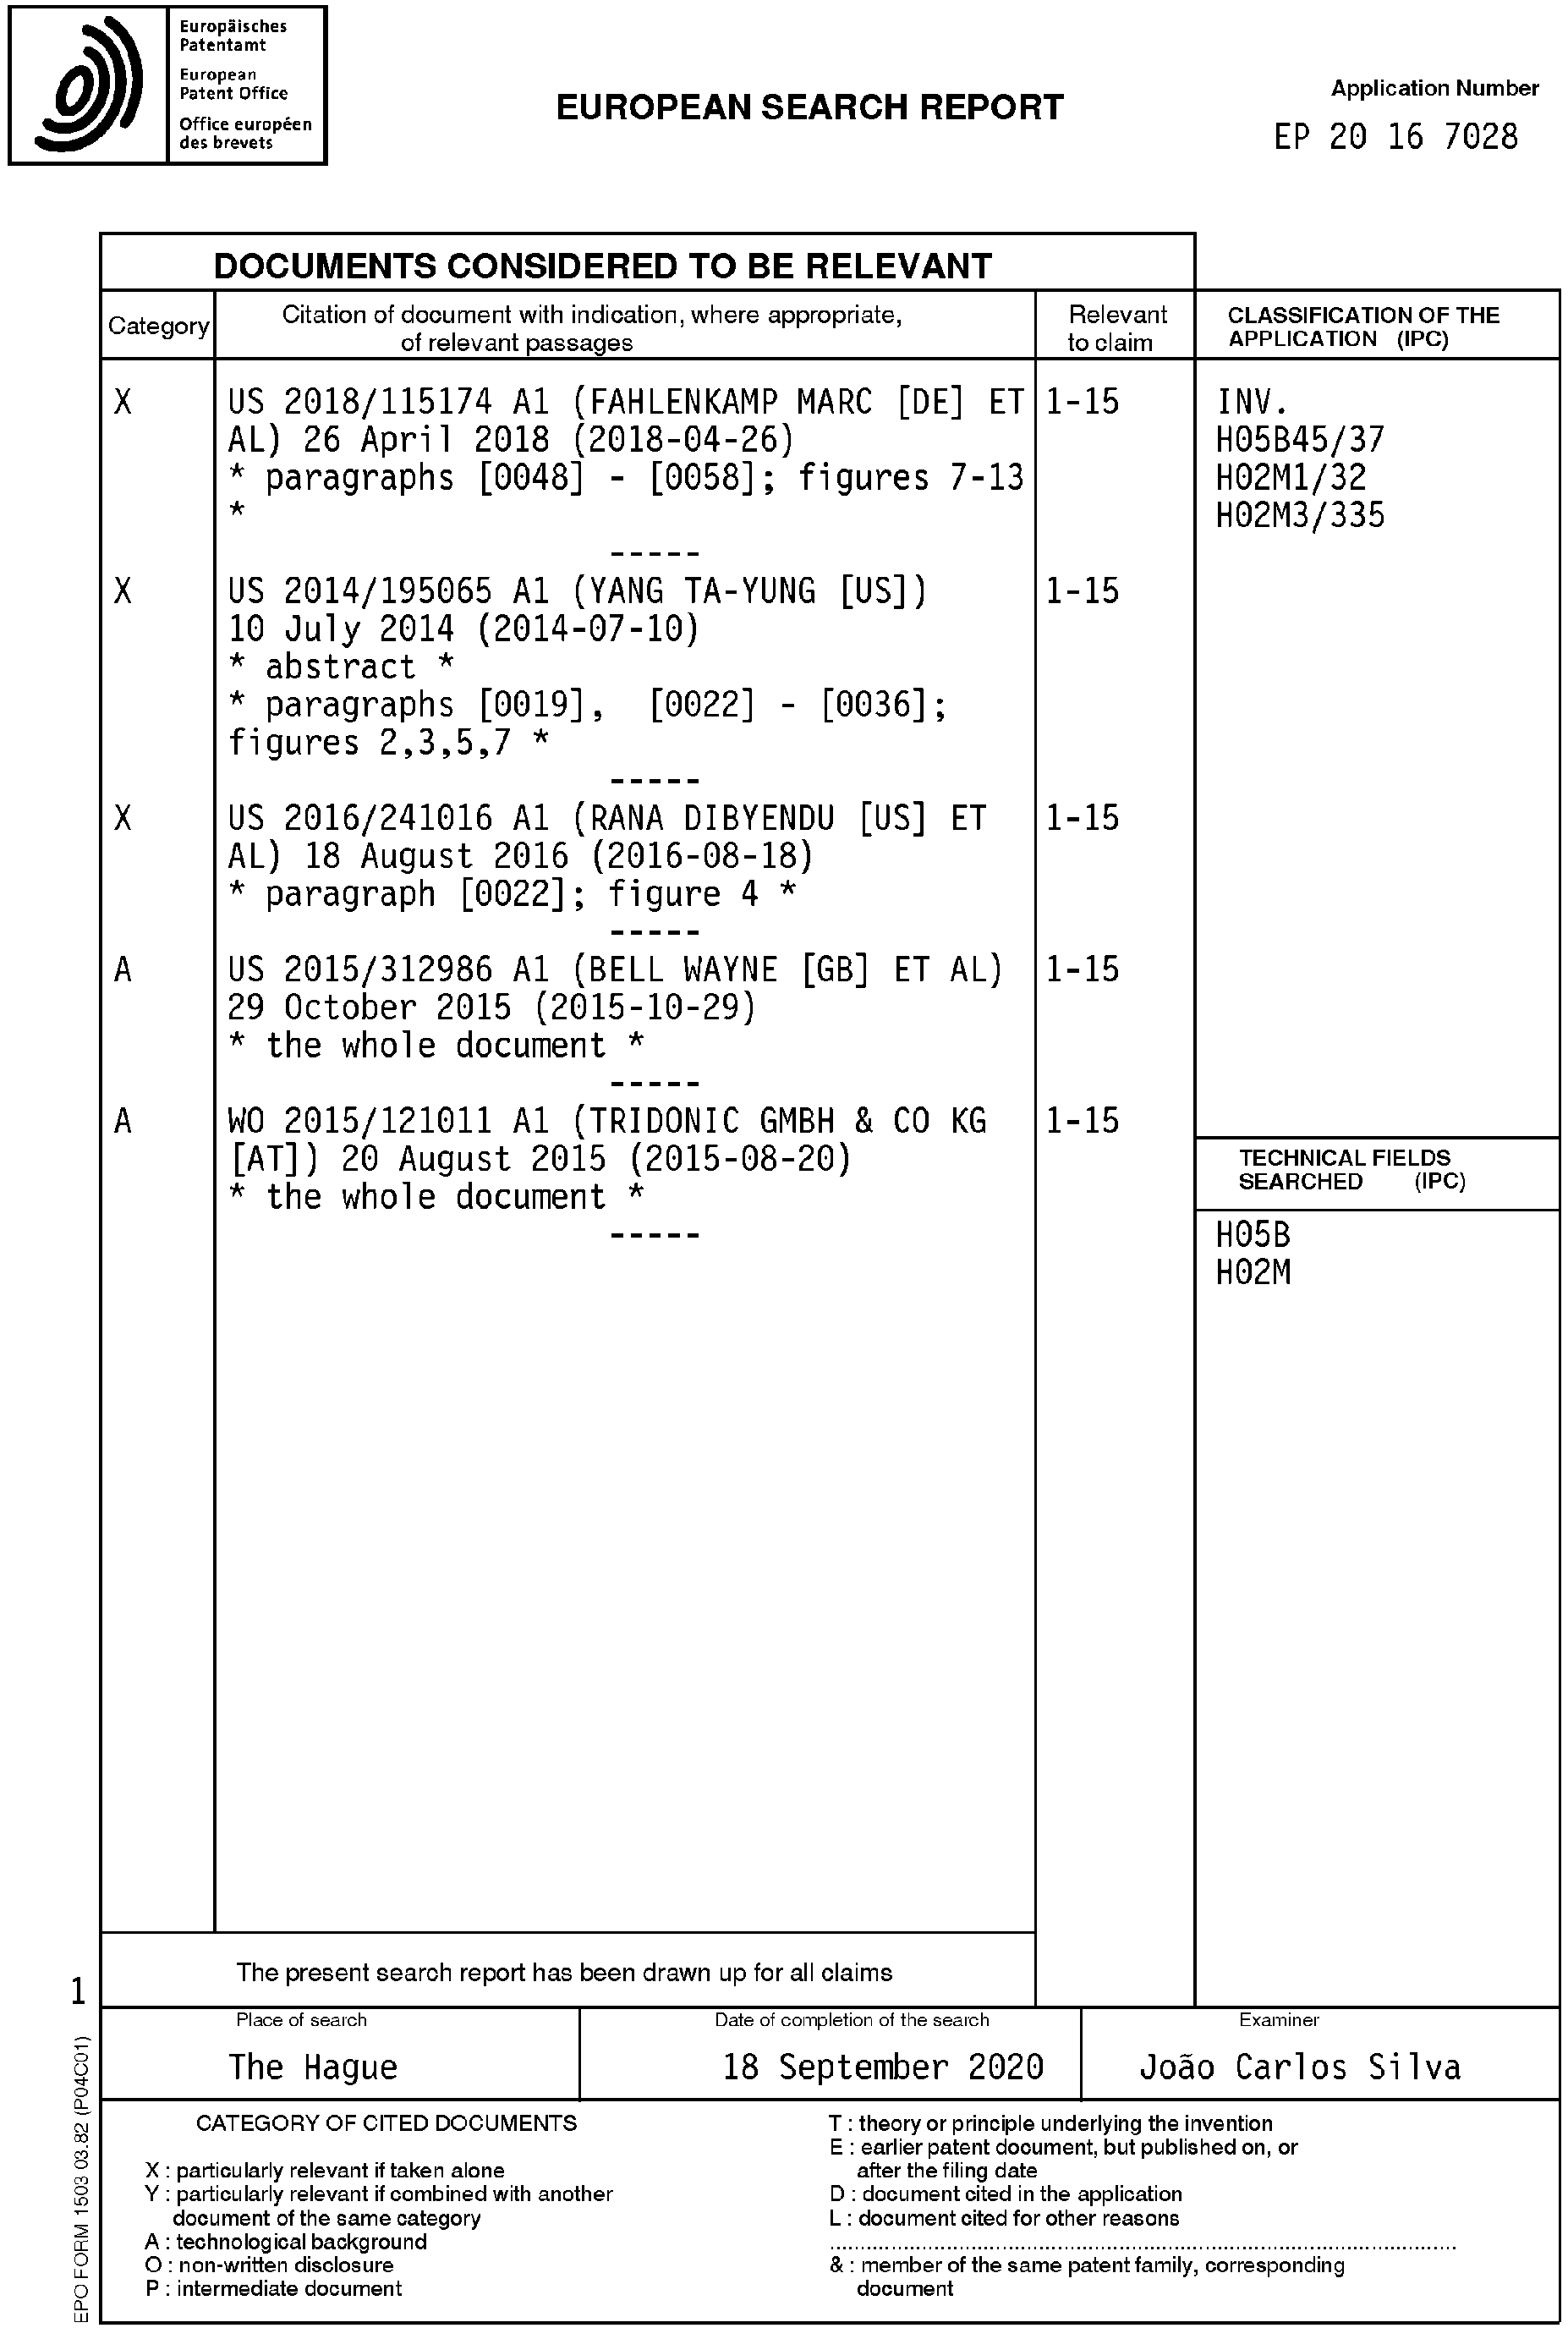 Europäisches
Patentamt
European
Patent Office
Office européen
des brevets
EUROPEAN SEARCH REPORT
Application Number
EP 20 16 7028
DOCUMENTS CONSIDERED TO BE RELEVANT
Category
Citation of document with indication, where appropriate,
of relevant passages
Relevant
to claim
CLASSIFICATION OF THE
APPLICATION (IPC)
X
US 2018/115174 A1 (FAHLENKAMP MARC [DE] ET
AL) 26 April 2018 (2018-04-26)
* paragraphs [0048] - [0058]; figures 7-13
*
-----
1-15
X
US 2014/195065 A1 (YANG TA-YUNG [US])
10 July 2014 (2014-07-10)
* abstract *
* paragraphs [0019], [0022] - [0036];
figures 2,3,5,7 *
-----
1-15
X
US 2016/241016 A1 (RANA DIBYENDU [US] ET
AL) 18 August 2016 (2016-08-18)
* paragraph [0022]; figure 4 *
-----
1-15
A
US 2015/312986 A1 (BELL WAYNE [GB] ET AL)
29 October 2015 (2015-10-29)
* the whole document *
-----
1-15
A
WO 2015/121011 A1 (TRIDONIC GMBH & CO KG
[AT]) 20 August 2015 (2015-08-20)
* the whole document *
-----
1-15
INV.
H05B45/37
H02M1/32
H02M3/335
TECHNICAL FIELDS
SEARCHED (IPC)
H05B
H02M
The present search report has been drawn up for all claims
1
Place of search
The Hague
Date of completion of the search
18 September 2020
Examiner
João Carlos Silva
CATEGORY OF CITED DOCUMENTS
X : particularly relevant if taken alone
Y : particularly relevant if combined with another
document of the same category
A : technological background
O : non-written disclosure
P : intermediate document
T : theory or principle underlying the invention
E : earlier patent document, but published on, or
after the filing date
D : document cited in the application
L : document cited for other reasons
& : member of the same patent family, corresponding
document
EPO FORM 1503 03.82 (P04C01)